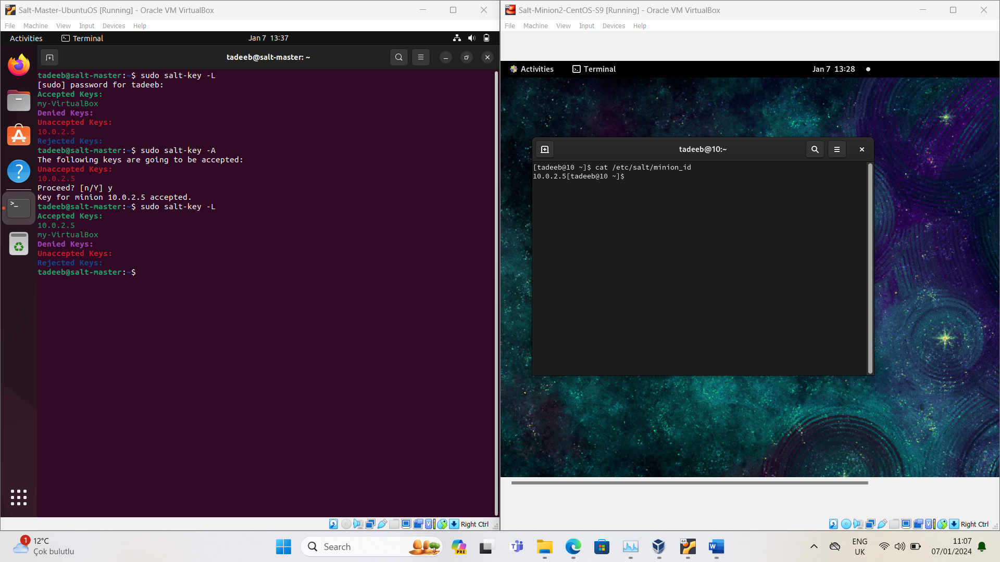 Salt-Master-UbuntuOS [Running] - Oracle VM VirtualBox
File Machine View Input Devices Help
Activities Terminal Jan 7 13:37
tadeeb@salt-master: ~
tadeeb@salt-master:~$ sudo salt-key -L
[sudo] password for tadeeb:
Accepted Keys:
my-VirtualBox
Denied Keys:
Unaccepted Keys:
10.0.2.5
Rejected Keys:
tadeeb@salt-master:~$ sudo salt-key -A
The following keys are going to be accepted:
Unaccepted Keys:
10.0.2.5
Proceed? [n/Y] y
Key for minion 10.0.2.5 accepted.
tadeeb@salt-master:~$ sudo salt-key -L
Accepted Keys:
10.0.2.5
my-VirtualBox
Denied Keys:
Unaccepted Keys:
Rejected Keys:
tadeeb@salt-master:~$
Right Ctrl
Salt-Minion2-CentOS-S9 [Running] - Oracle VM VirtualBox
File Machine View Input Devices Help
Activities Terminal Jan 7 13:28
tadeeb@10:~
[tadeeb@10 ~]$ cat /etc/salt/minion_id
10.0.2.5[tadeeb@10 ~]$
Right Ctrl
1
12°C
Çok bulutlu
Search
PRE
ENG
UK
11:07
07/01/2024